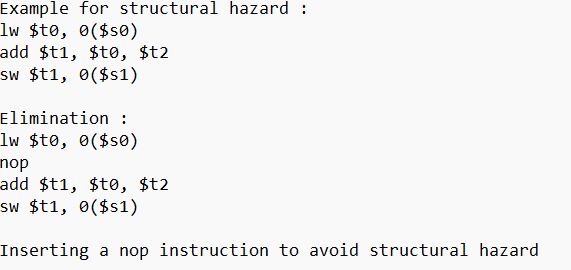 Example for structural hazard :
lw $t0, 0($s0)
add $t1, $t0, $t2
sw $t1, 0($s1)

Elimination :
lw $t0, 0($s0)
nop
add $t1, $t0, $t2
sw $t1, 0($s1)

Inserting a nop instruction to avoid structural hazard